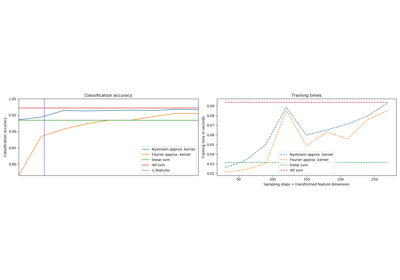 Classification accuracy
1.00
0.95
0.90
0.85
0.80
Classification accuracy
Nystroem approx. kernel
Fourier approx. kernel
linear svm
rbf svm
n_features
Training times
0.09
0.08
0.07
0.06
0.05
0.04
0.03
0.02
Training time in seconds
Nystroem approx. kernel
Fourier approx. kernel
linear svm
rbf svm
50 100 150 200 250
Sampling steps = transformed feature dimension